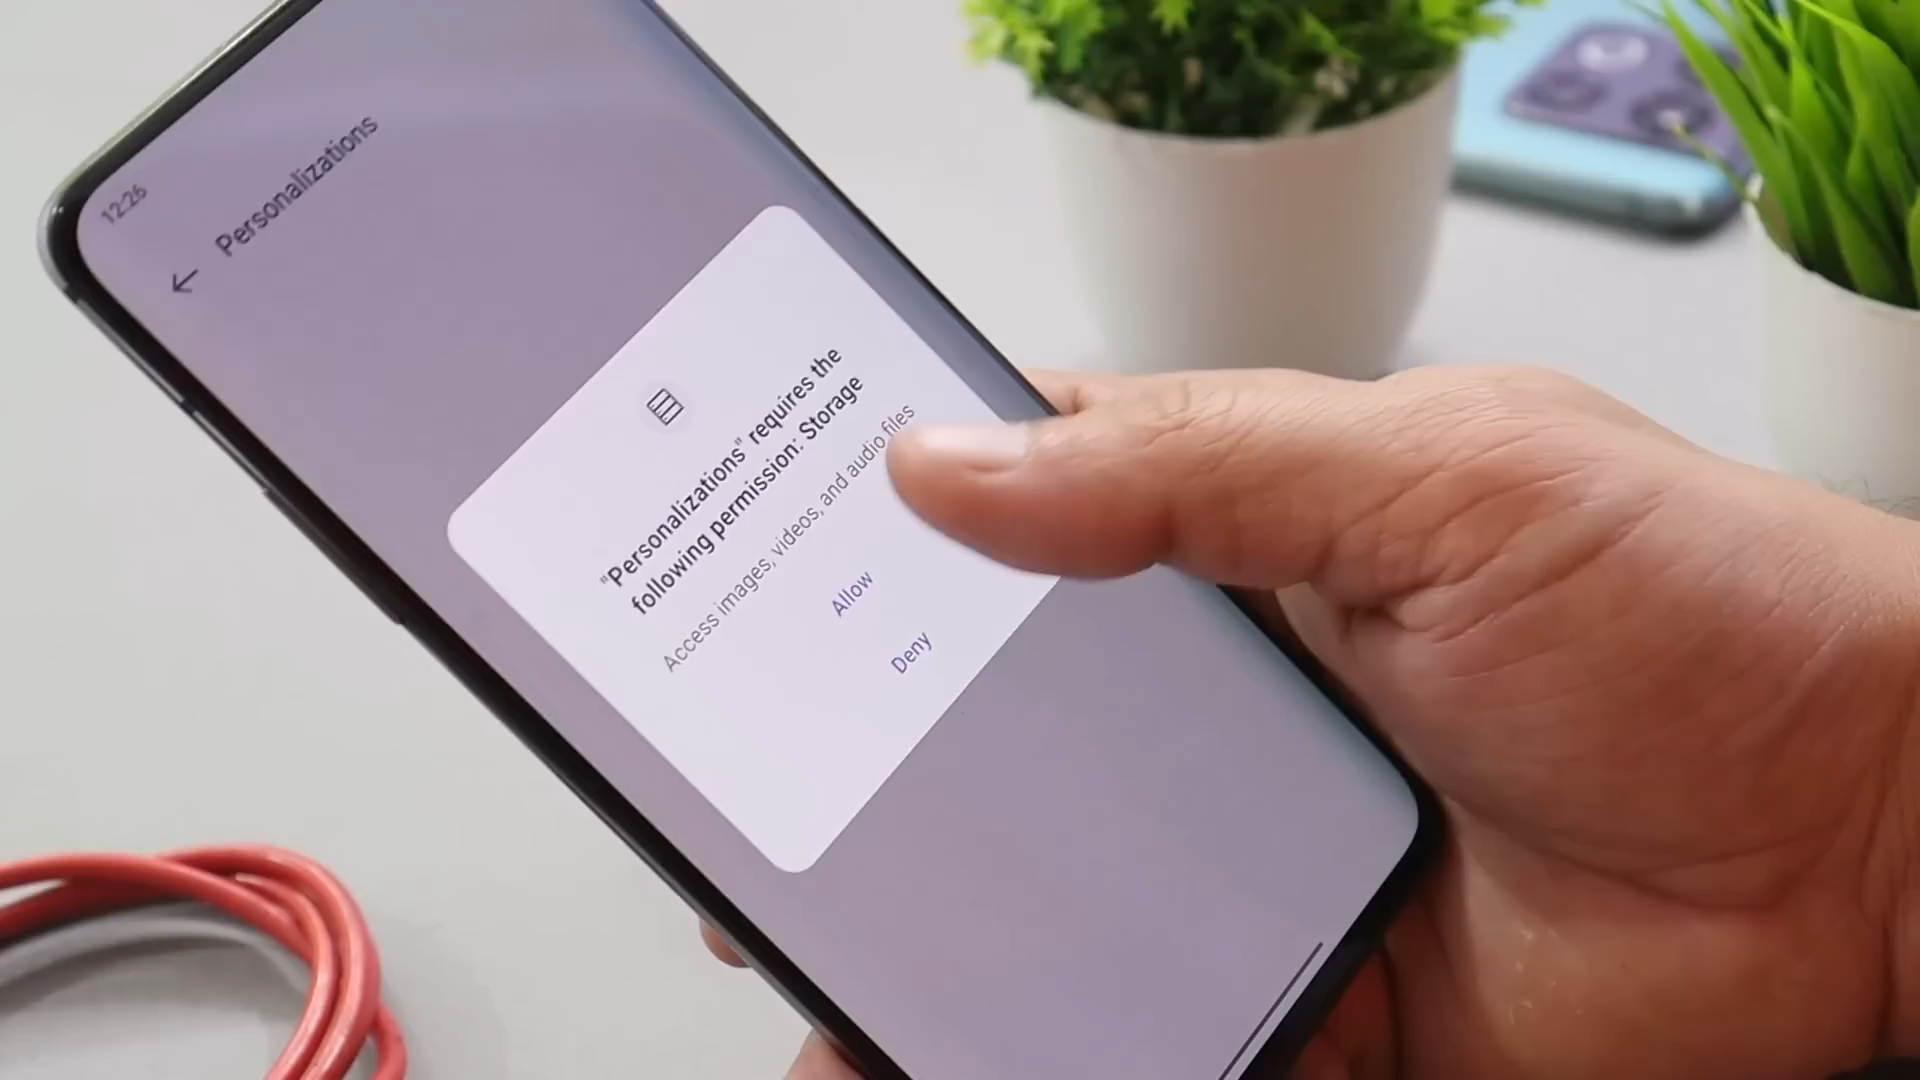 12:26
Personalizations
"Personalizations" requires the
following permission: Storage
Access images, videos, and audio files
Allow
Deny